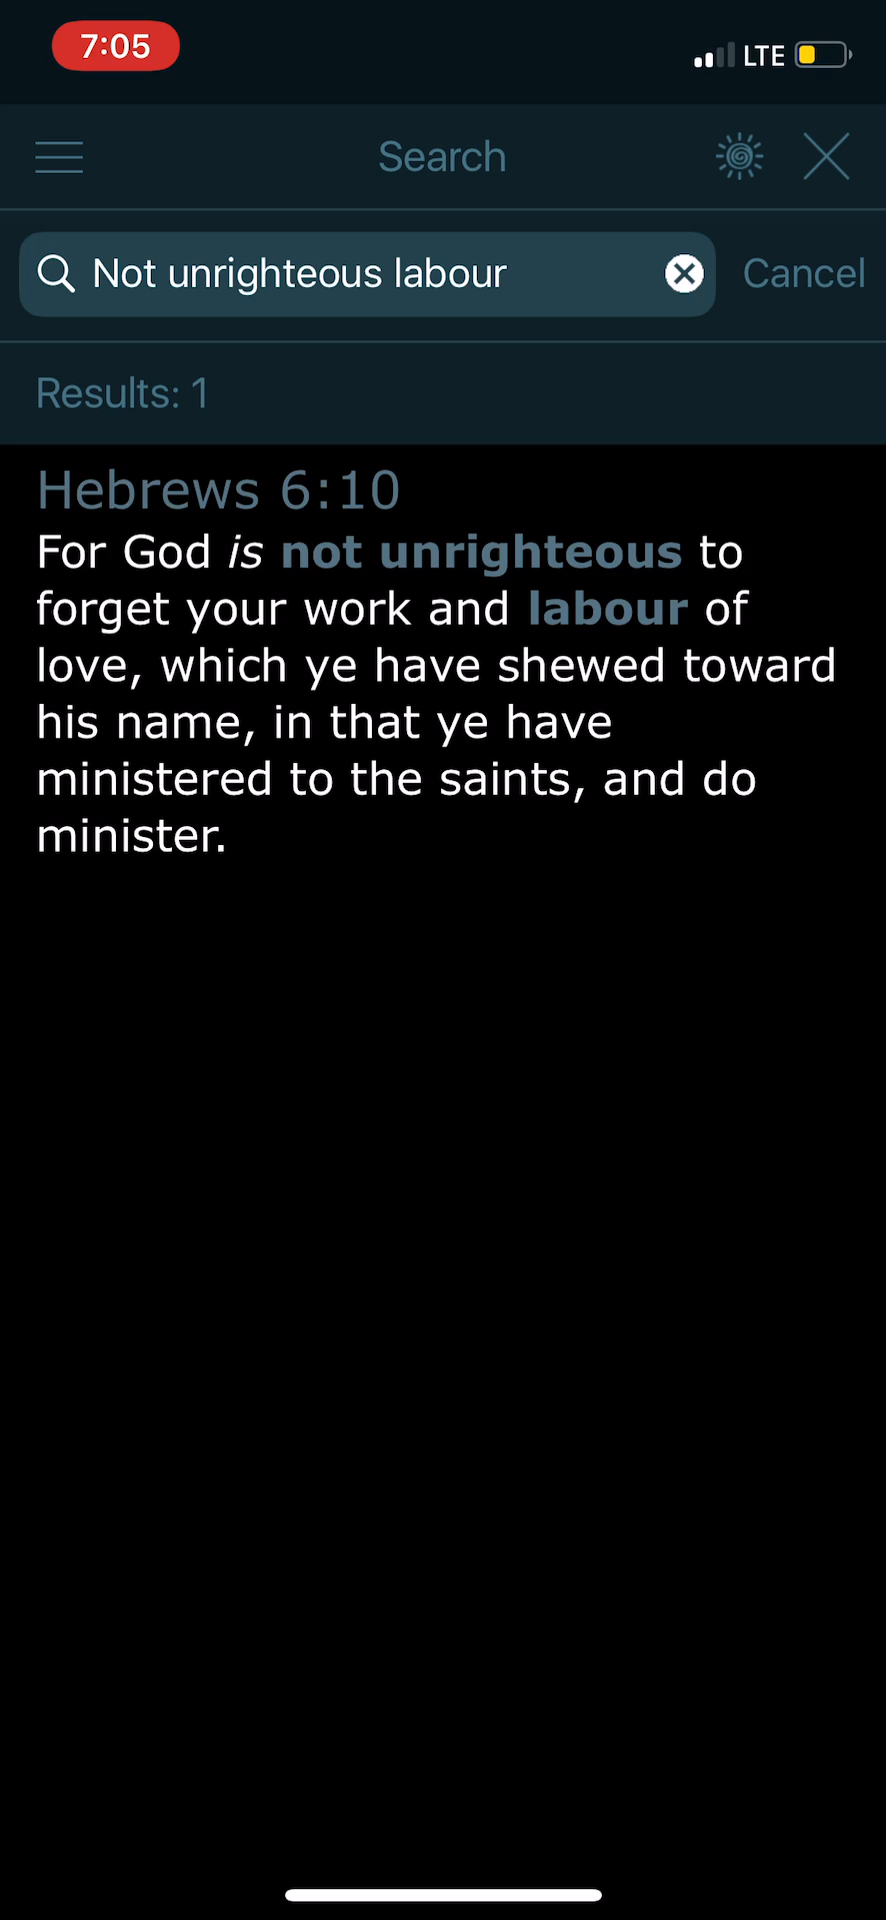 7:05 LTE
Search
Not unrighteous labour Cancel
Results: 1
Hebrews 6:10
For God is not unrighteous to
forget your work and labour of
love, which ye have shewed toward
his name, in that ye have
ministered to the saints, and do
minister.